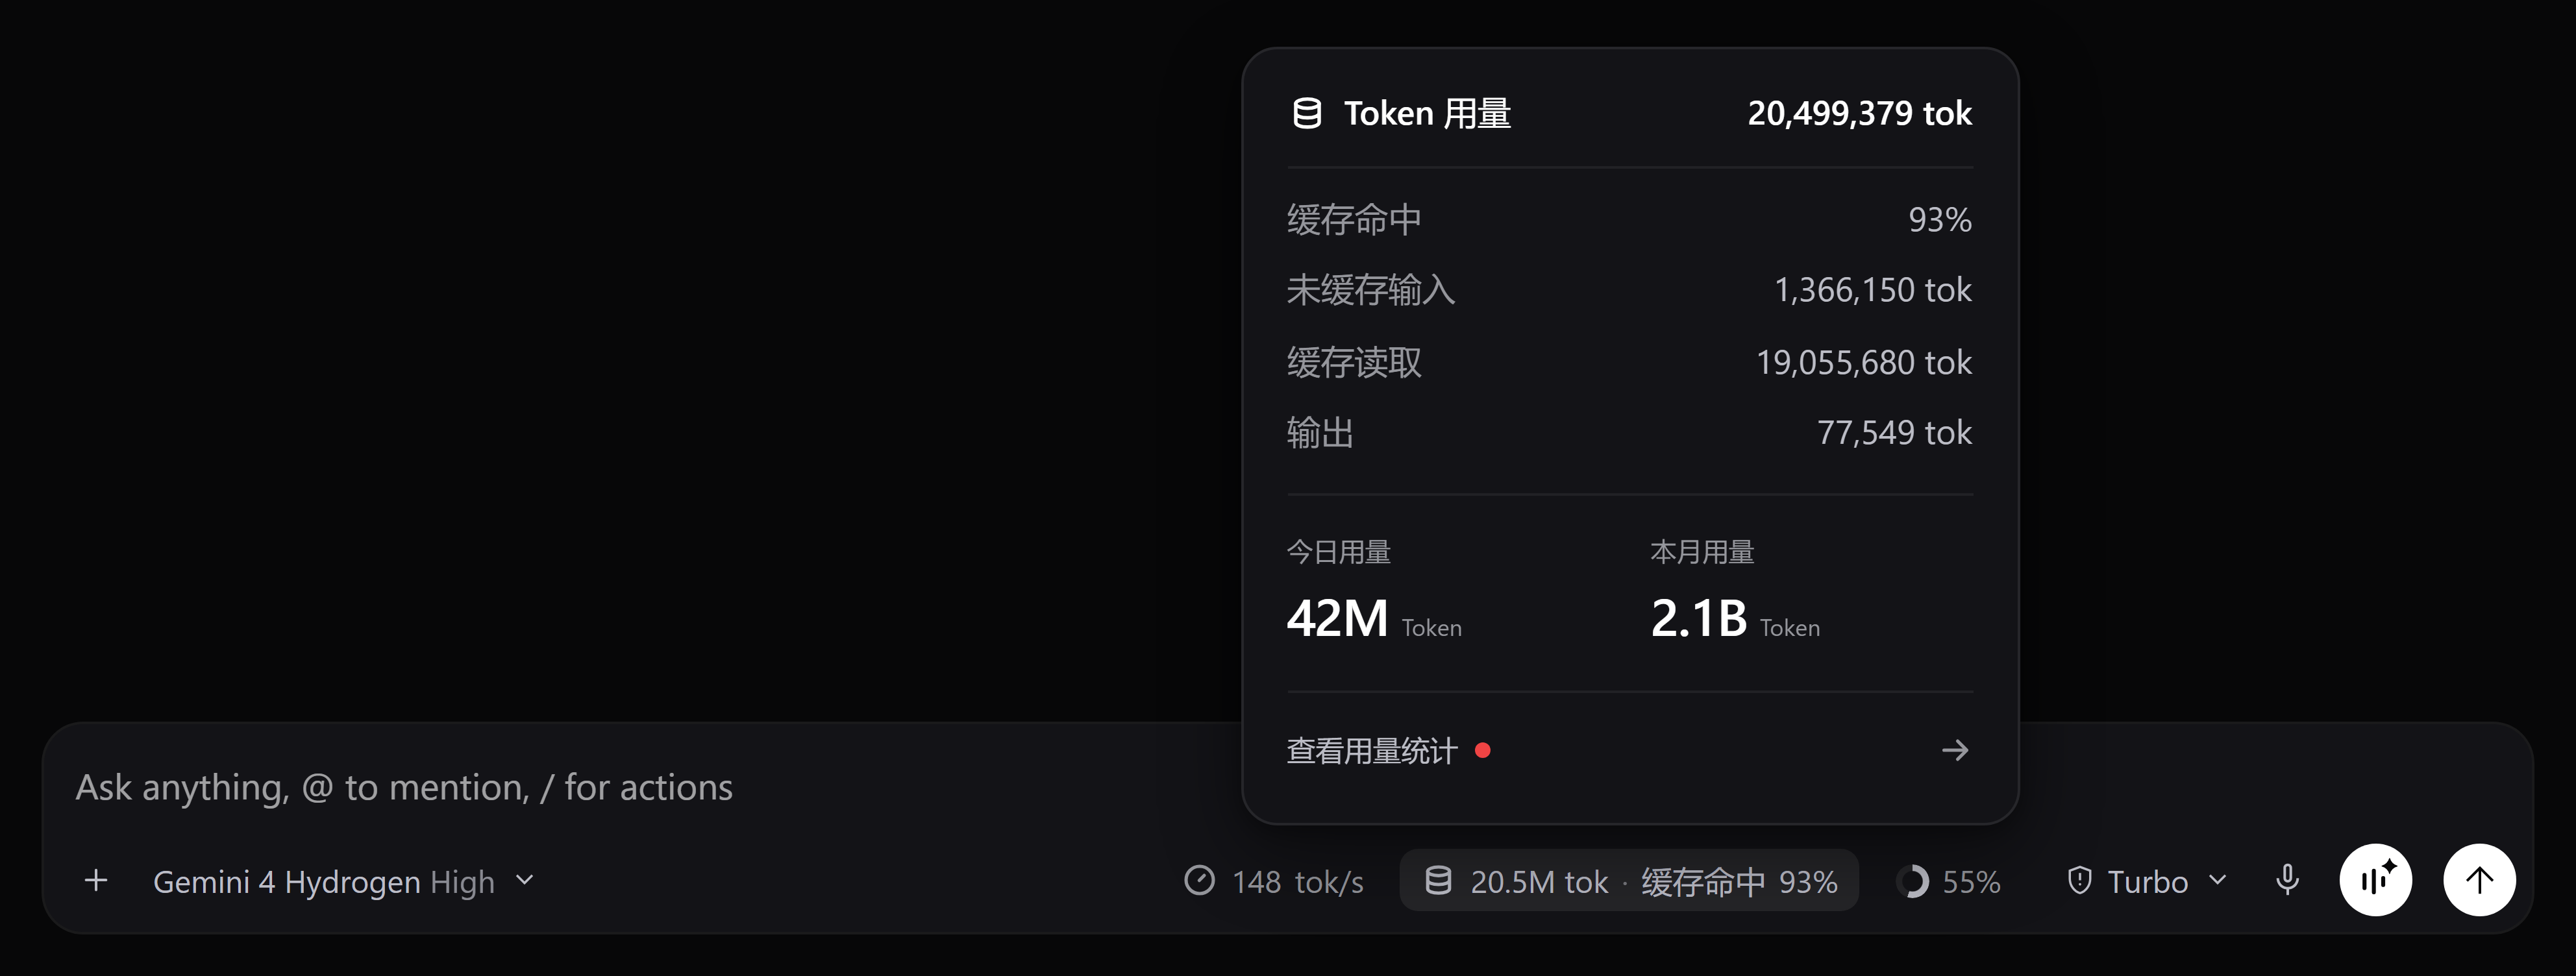 Token 用量 20,499,379 tok
缓存命中 93%
未缓存输入 1,366,150 tok
缓存读取 19,055,680 tok
输出 77,549 tok
今日用量 本月用量
42M Token 2.1B Token
查看用量统计
Ask anything, @ to mention, / for actions
Gemini 4 Hydrogen High 148 tok/s 20.5M tok · 缓存命中 93% 55% Turbo